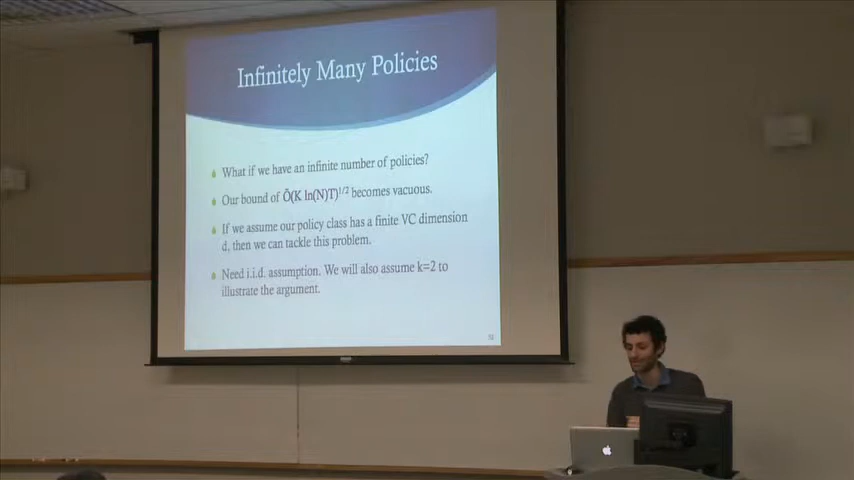 Infinitely Many Policies
What if we have an infinite number of policies?
Our bound of Õ(K ln(N)T)^1/2 becomes vacuous.
If we assume our policy class has a finite VC dimension
d, then we can tackle this problem.
Need i.i.d. assumption. We will also assume k=2 to
illustrate the argument.